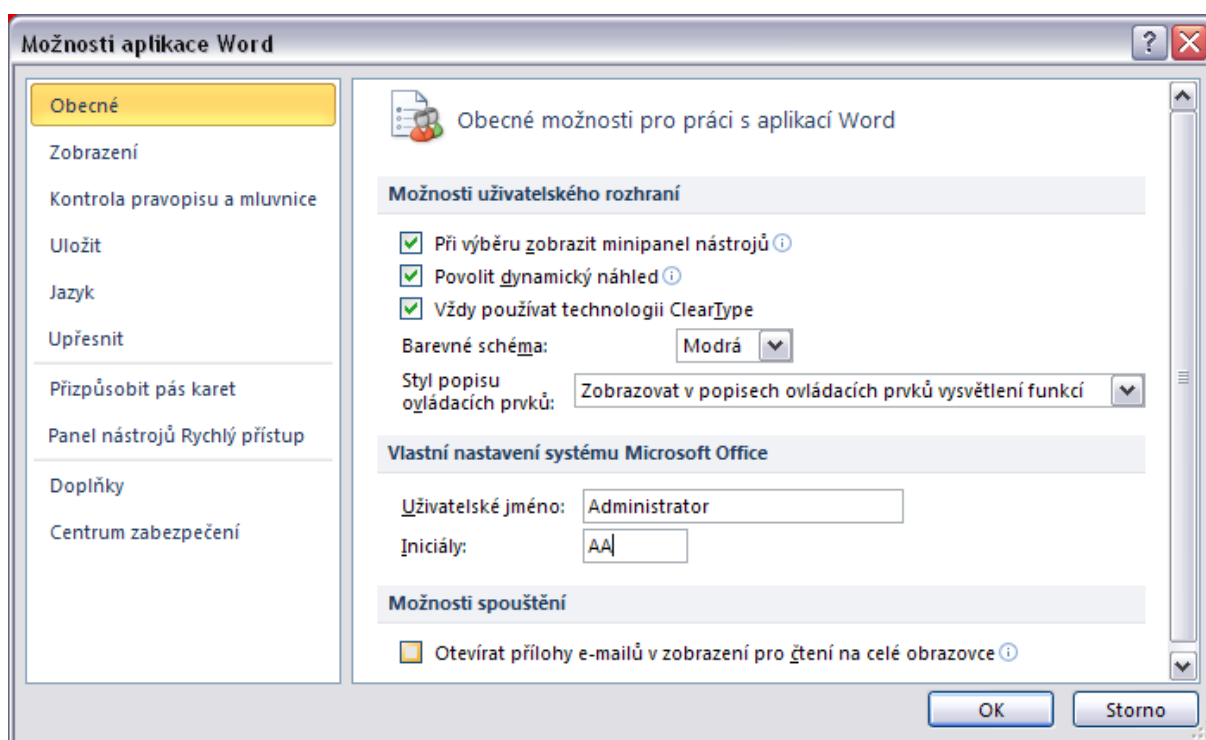 Možnosti aplikace Word
Obecné
Zobrazení
Kontrola pravopisu a mluvnice
Uložit
Jazyk
Upřesnit
Přizpůsobit pás karet
Panel nástrojů Rychlý přístup
Doplňky
Centrum zabezpečení
Obecné možnosti pro práci s aplikací Word
Možnosti uživatelského rozhraní
Při výběru zobrazit minipanel nástrojů
Povolit dynamický náhled
Vždy používat technologii ClearType
Barevné schéma: Modrá
Styl popisu
ovládacích prvků: Zobrazovat v popisech ovládacích prvků vysvětlení funkcí
Vlastní nastavení systému Microsoft Office
Uživatelské jméno: Administrator
Iniciály: AA
Možnosti spouštění
Otevírat přílohy e-mailů v zobrazení pro čtení na celé obrazovce
OK Storno